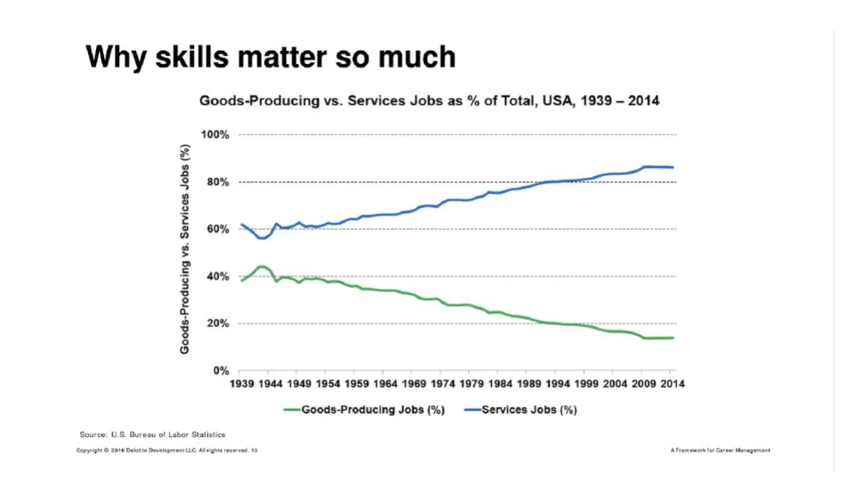 Why skills matter so much
Goods-Producing vs. Services Jobs as % of Total, USA, 1939 – 2014
Goods-Producing vs. Services Jobs (%)
100%
80%
60%
40%
20%
0%
1939 1944 1949 1954 1959 1964 1969 1974 1979 1984 1989 1994 1999 2004 2009 2014
Goods-Producing Jobs (%) Services Jobs (%)
Source: U.S. Bureau of Labor Statistics
Copyright © 2016 Deloitte Development LLC. All rights reserved. 10
A Framework for Career Management